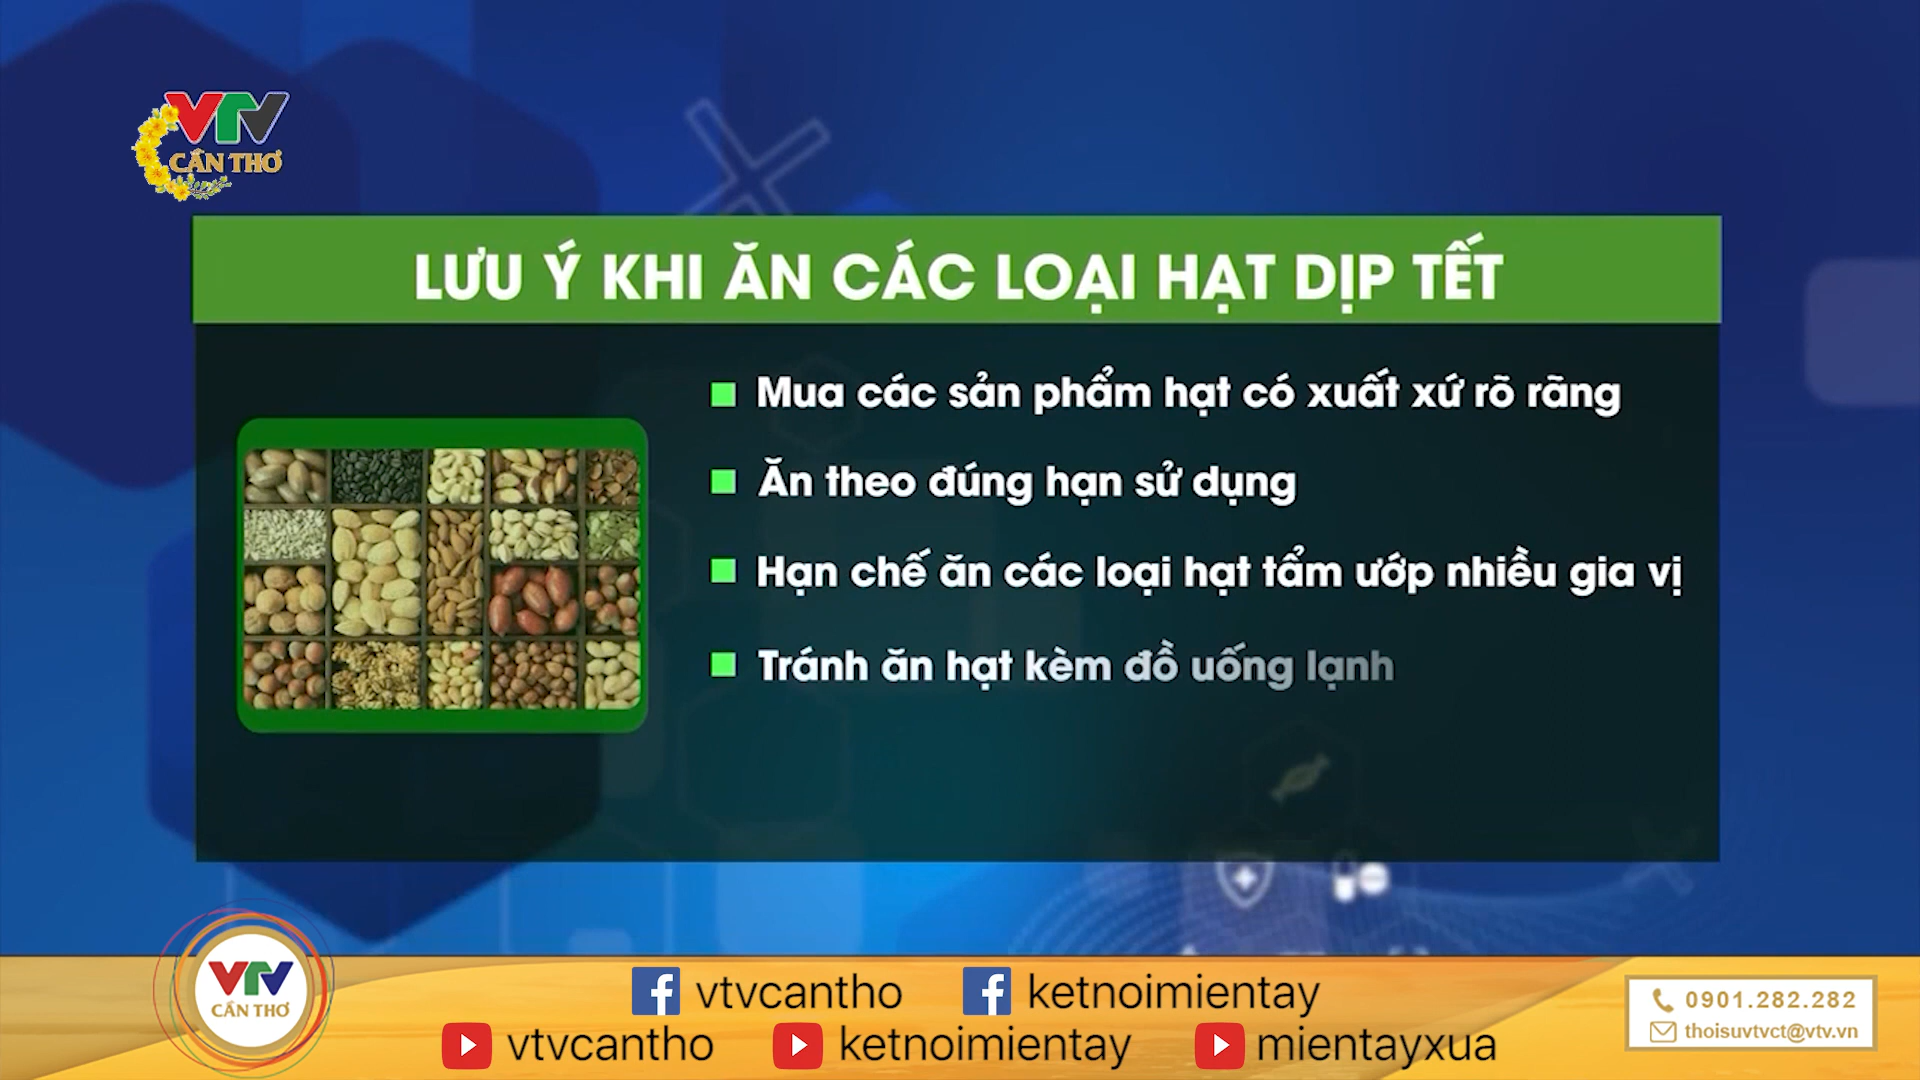 VTV
CẦN THƠ
LƯU Ý KHI ĂN CÁC LOẠI HẠT DỊP TẾT
Mua các sản phẩm hạt có xuất xứ rõ rãng
Ăn theo đúng hạn sử dụng
Hạn chế ăn các loại hạt tẩm ướp nhiều gia vị
Tránh ăn hạt kèm đồ uống lạnh
VTV
CẦN THƠ
vtvcantho ketnoimientay
vtvcantho ketnoimientay mientayxua
0901.282.282
thoisuvtvct@vtv.vn